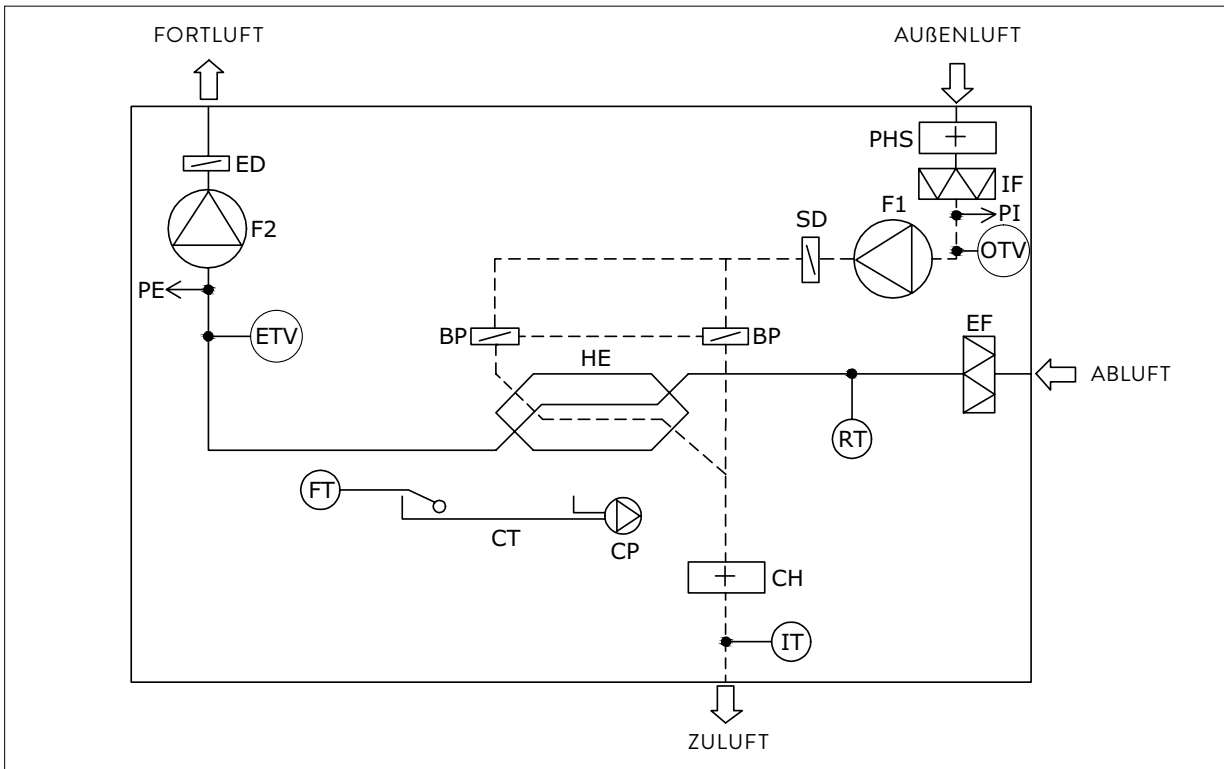 FORTLUFT
AUßENLUFT
PHS
ED
IF
F1
PI
SD
F2
OTV
PE
ETV
BP
BP
EF
HE
ABLUFT
RT
FT
CT
CP
CH
IT
ZULUFT